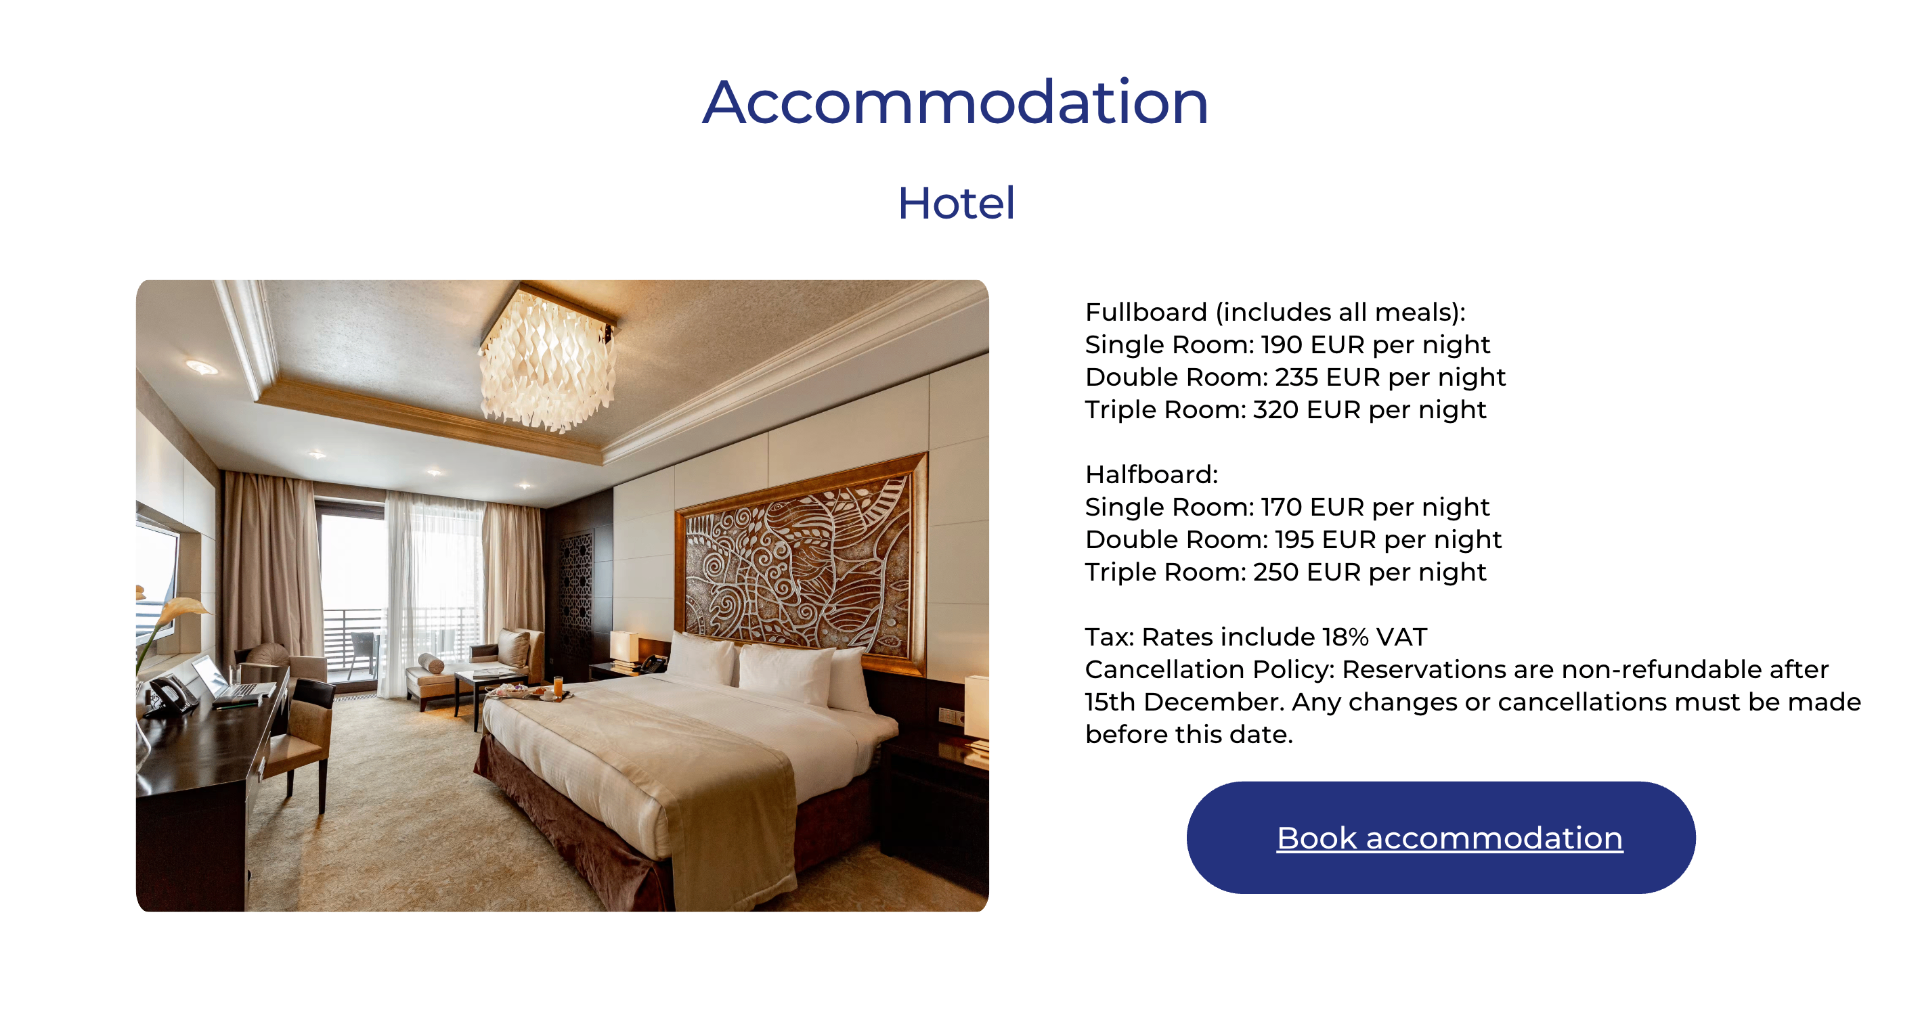 Accommodation
Hotel
Fullboard (includes all meals):
Single Room: 190 EUR per night
Double Room: 235 EUR per night
Triple Room: 320 EUR per night
Halfboard:
Single Room: 170 EUR per night
Double Room: 195 EUR per night
Triple Room: 250 EUR per night
Tax: Rates include 18% VAT
Cancellation Policy: Reservations are non-refundable after
15th December. Any changes or cancellations must be made
before this date.
Book accommodation